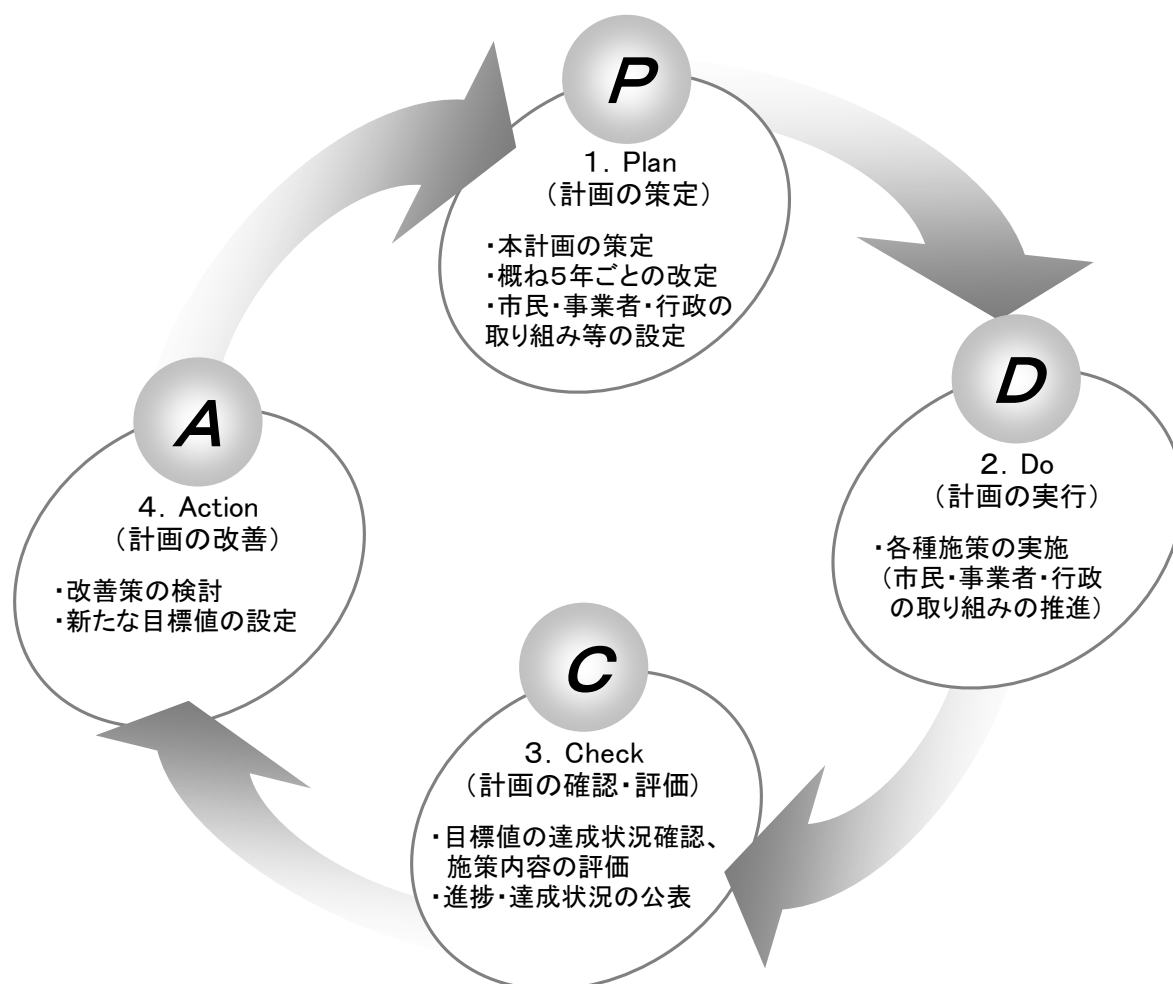 P
1. Plan
(計画の策定)
・本計画の策定
・概ね5年ごとの改定
・市民・事業者・行政の
取り組み等の設定
D
2. Do
(計画の実行)
・各種施策の実施
(市民・事業者・行政
の取り組みの推進)
C
3. Check
(計画の確認・評価)
・目標値の達成状況確認、
施策内容の評価
・進捗・達成状況の公表
A
4. Action
(計画の改善)
・改善策の検討
・新たな目標値の設定